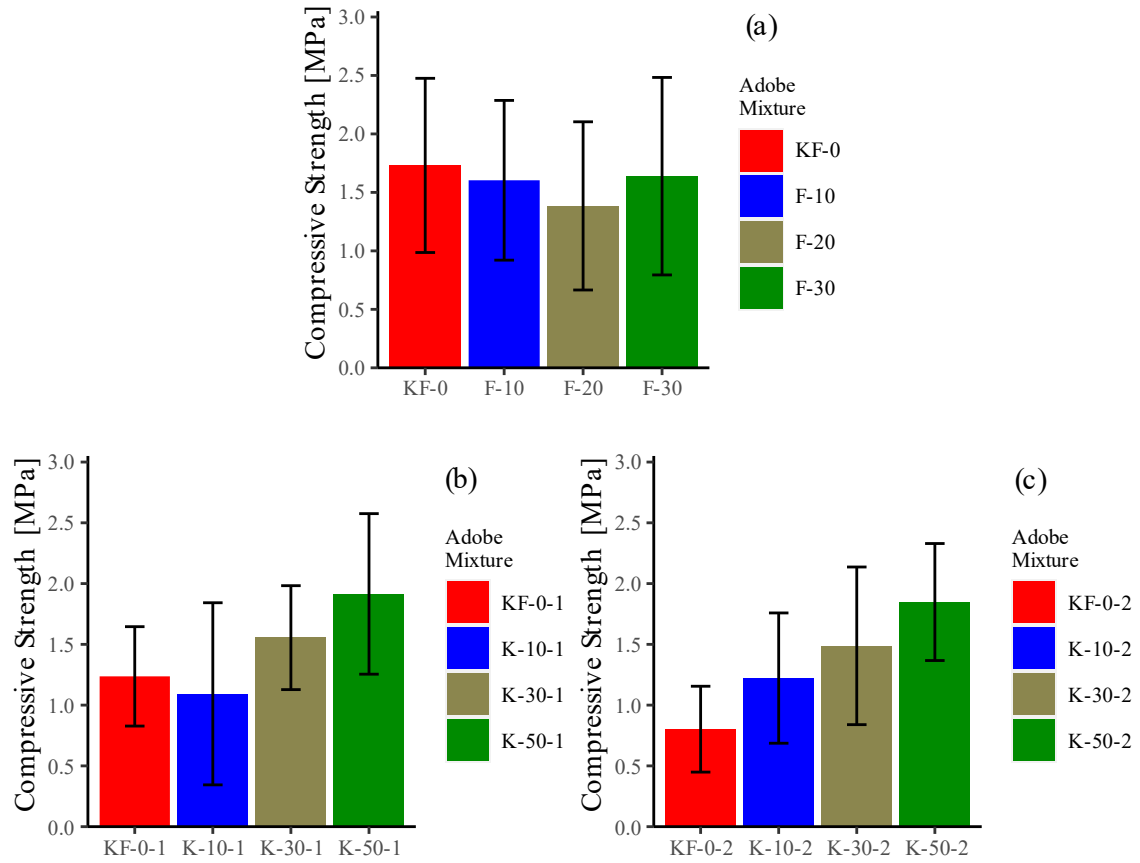 (a)
Compressive Strength [MPa]
3.0
2.5
2.0
1.5
1.0
0.5
0.0
KF-0 F-10 F-20 F-30
Adobe
Mixture
KF-0
F-10
F-20
F-30
(b)
Compressive Strength [MPa]
3.0
2.5
2.0
1.5
1.0
0.5
0.0
KF-0-1 K-10-1 K-30-1 K-50-1
Adobe
Mixture
KF-0-1
K-10-1
K-30-1
K-50-1
(c)
Compressive Strength [MPa]
3.0
2.5
2.0
1.5
1.0
0.5
0.0
KF-0-2 K-10-2 K-30-2 K-50-2
Adobe
Mixture
KF-0-2
K-10-2
K-30-2
K-50-2